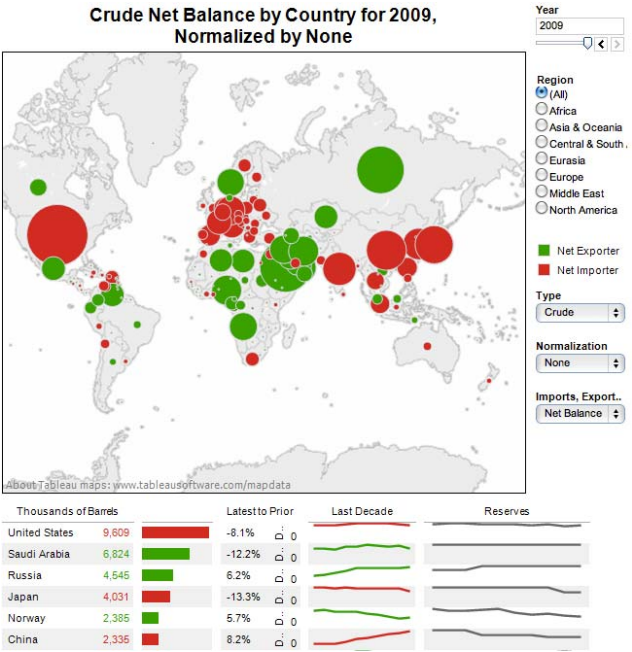 Crude Net Balance by Country for 2009,
Normalized by None
Year
2009
Region
(All)
Africa
Asia & Oceania
Central & South
Eurasia
Europe
Middle East
North America
Net Exporter
Net Importer
Type
Crude
Normalization
None
Imports, Export..
Net Balance
About Tableau maps: www.tableausoftware.com/mapdata
Thousands of Barrels Latest to Prior Last Decade Reserves
United States 9,609 -8.1% 0
Saudi Arabia 6,824 -12.2% 0
Russia 4,545 6.2% 0
Japan 4,031 -13.3% 0
Norway 2,385 5.7% 0
China 2,335 8.2% 0